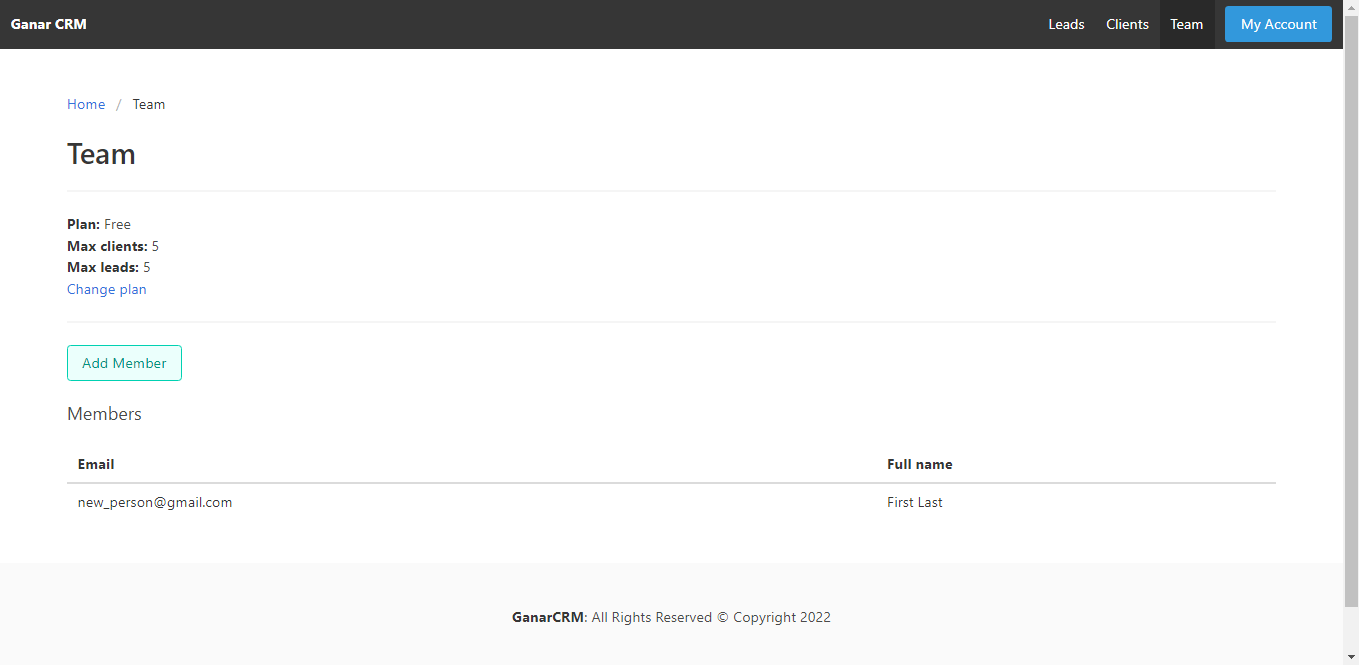 Ganar CRM
Leads
Clients
Team
My Account
Home / Team
Team
Plan: Free
Max clients: 5
Max leads: 5
Change plan
Add Member
Members
Email Full name
new_person@gmail.com First Last
GanarCRM: All Rights Reserved © Copyright 2022